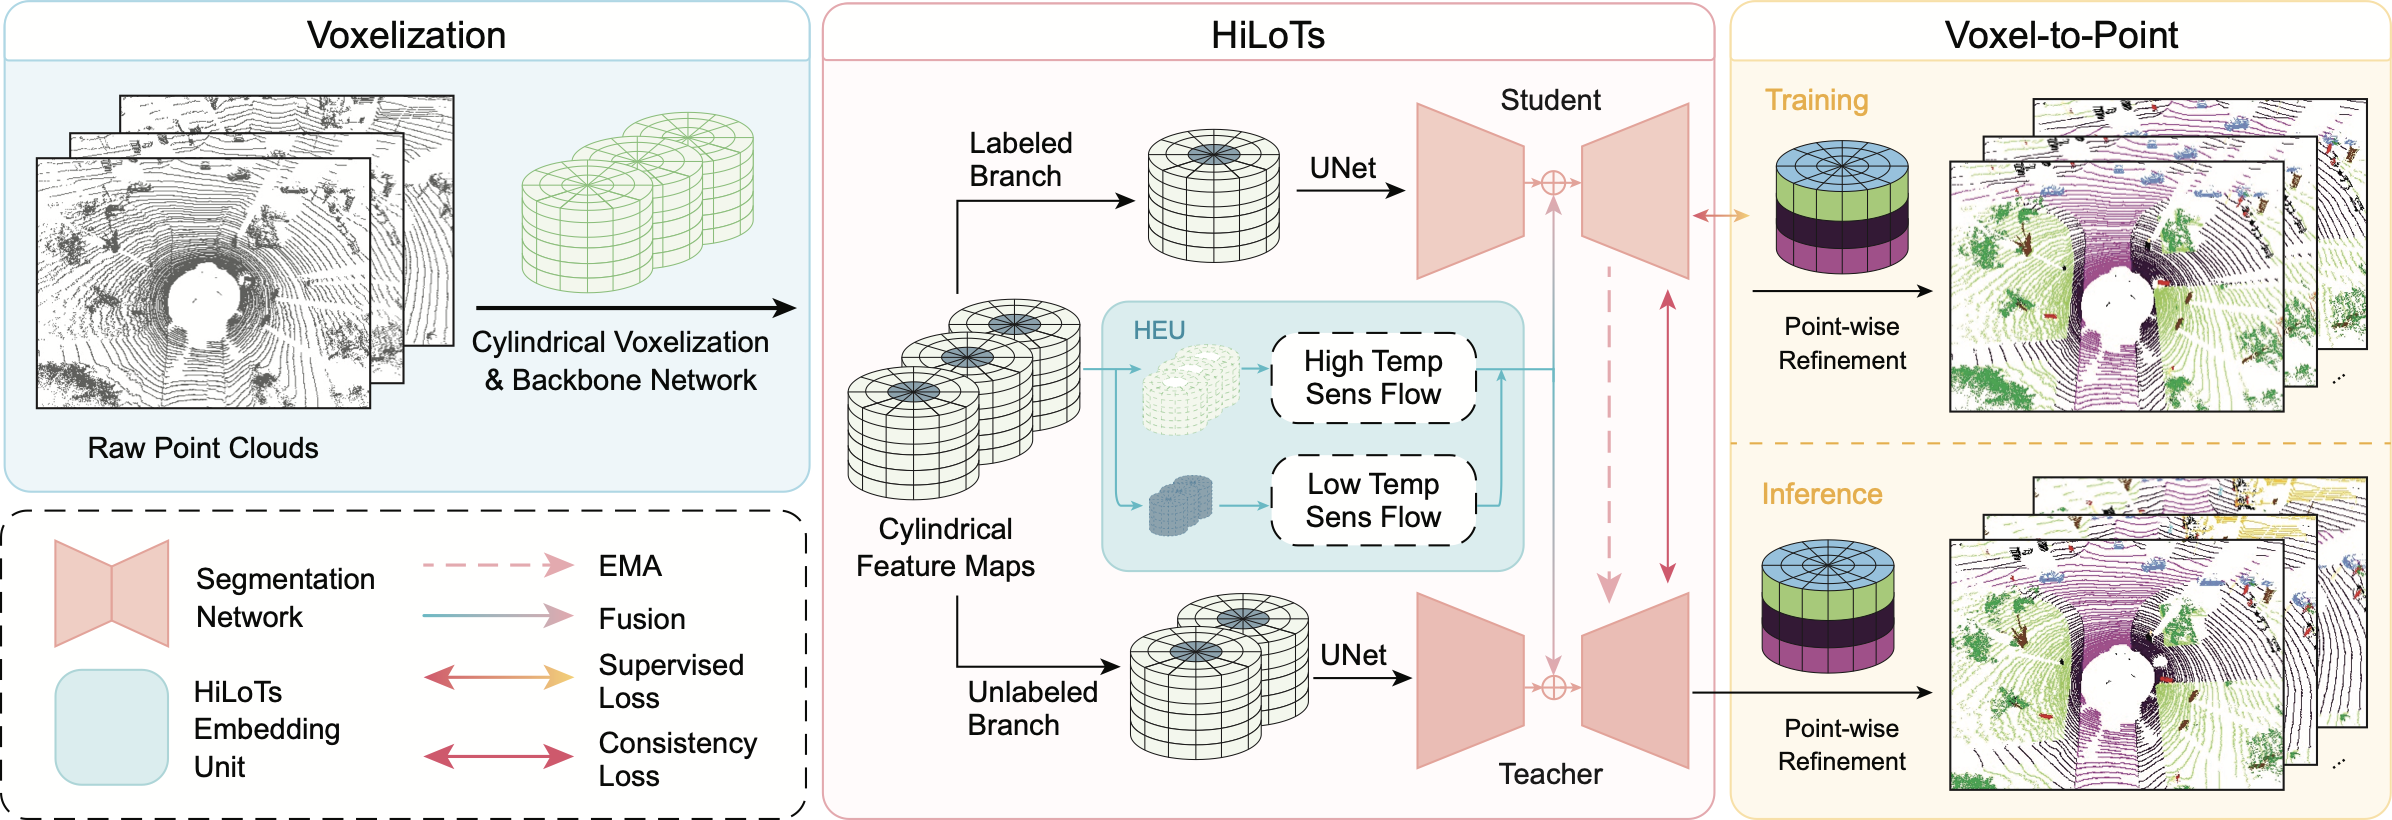 Voxelization
Raw Point Clouds
Cylindrical Voxelization
& Backbone Network
Segmentation
Network
HiLoTs
Embedding
Unit
EMA
Fusion
Supervised
Loss
Consistency
Loss
HiLoTs
Labeled
Branch
UNet
Student
Cylindrical
Feature Maps
HEU
High Temp
Sens Flow
Low Temp
Sens Flow
Unlabeled
Branch
UNet
Teacher
Voxel-to-Point
Training
Point-wise
Refinement
...
Inference
Point-wise
Refinement
...